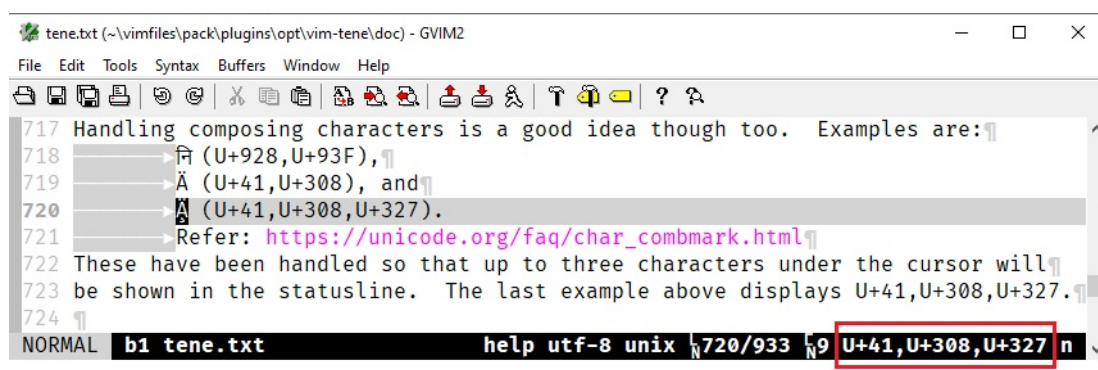 tene.txt (~\vimfiles\pack\plugins\opt\vim-tene\doc) - GVIM2
File Edit Tools Syntax Buffers Window Help
717 Handling composing characters is a good idea though too.  Examples are:¶
718 नि (U+928,U+93F),¶
719 Ä (U+41,U+308), and¶
720 Ä̧ (U+41,U+308,U+327).
721 Refer: https://unicode.org/faq/char_combmark.html¶
722 These have been handled so that up to three characters under the cursor will¶
723 be shown in the statusline.  The last example above displays U+41,U+308,U+327.¶
724 ¶
NORMAL b1 tene.txt help utf-8 unix ␊720/933 ␊9 U+41,U+308,U+327 n